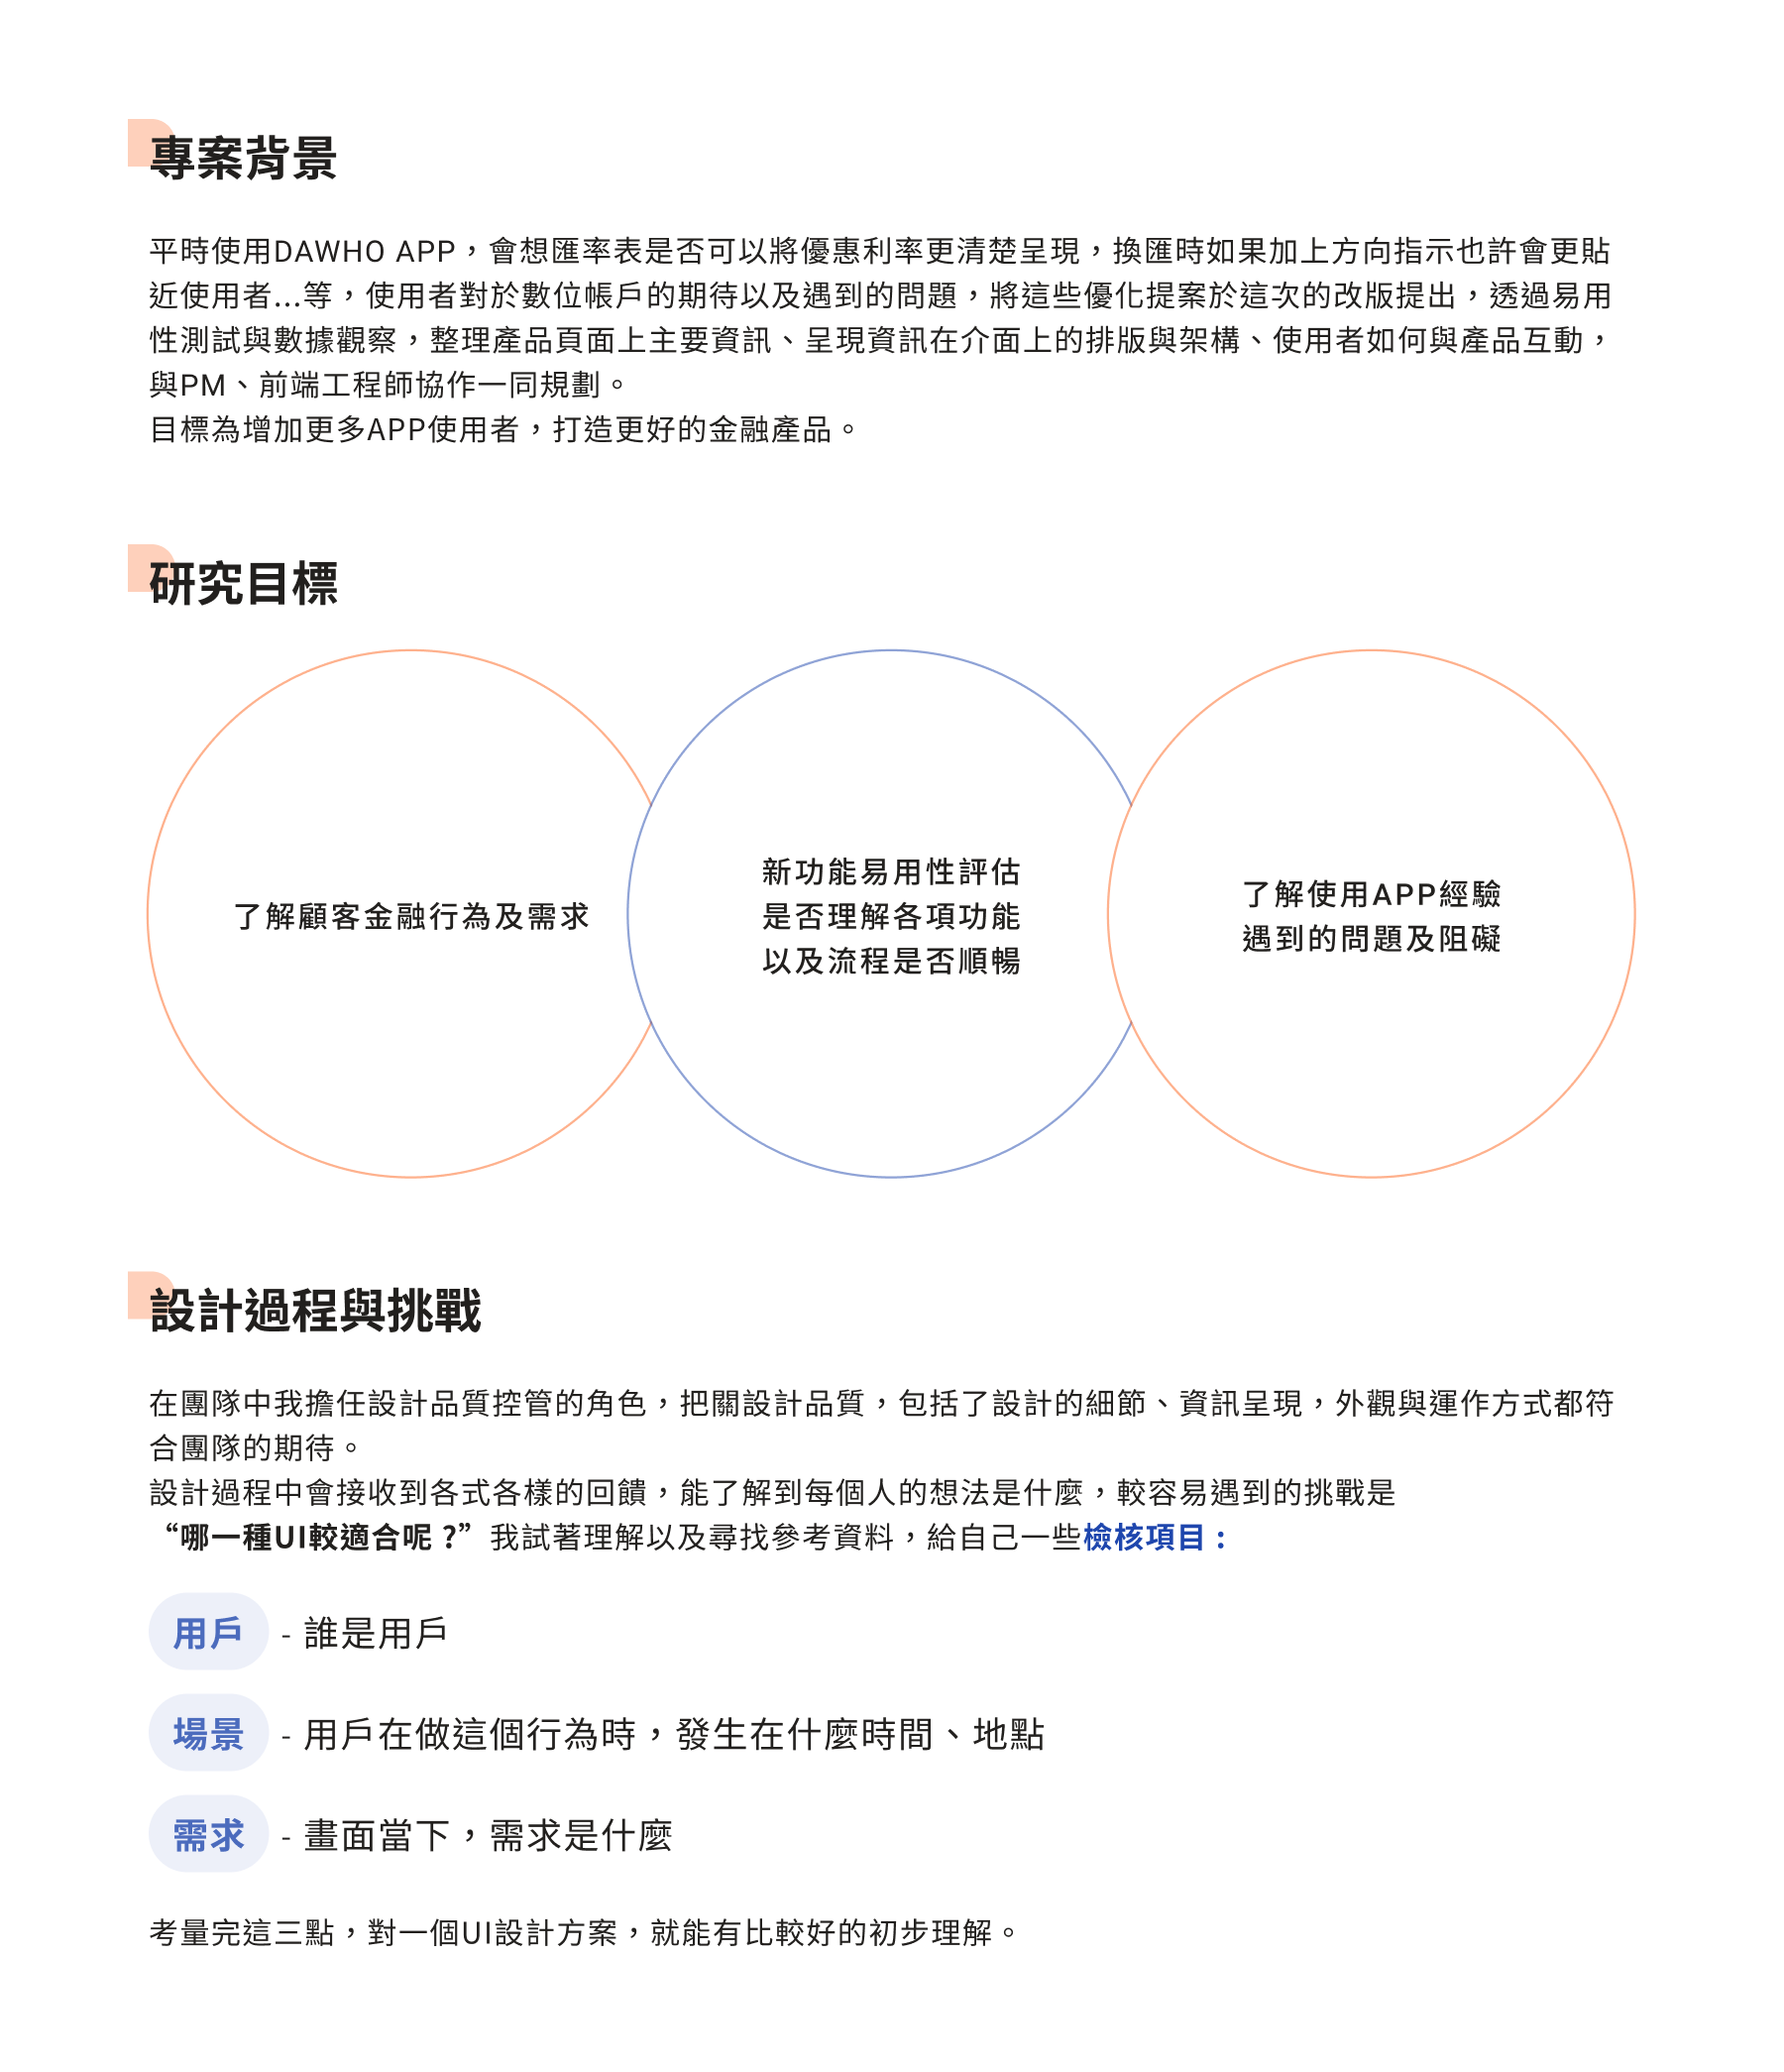 專案背景
平時使用DAWHO APP，會想匯率表是否可以將優惠利率更清楚呈現，換匯時如果加上方向指示也許會更貼
近使用者...等，使用者對於數位帳戶的期待以及遇到的問題，將這些優化提案於這次的改版提出，透過易用
性測試與數據觀察，整理產品頁面上主要資訊、呈現資訊在介面上的排版與架構、使用者如何與產品互動，
與PM、前端工程師協作一同規劃。
目標為增加更多APP使用者，打造更好的金融產品。
研究目標
了解顧客金融行為及需求
新功能易用性評估
是否理解各項功能
以及流程是否順暢
了解使用APP經驗
遇到的問題及阻礙
設計過程與挑戰
在團隊中我擔任設計品質控管的角色，把關設計品質，包括了設計的細節、資訊呈現，外觀與運作方式都符
合團隊的期待。
設計過程中會接收到各式各樣的回饋，能了解到每個人的想法是什麼，較容易遇到的挑戰是
“哪一種UI較適合呢？”我試著理解以及尋找參考資料，給自己一些檢核項目：
用戶 - 誰是用戶
場景 - 用戶在做這個行為時，發生在什麼時間、地點
需求 - 畫面當下，需求是什麼
考量完這三點，對一個UI設計方案，就能有比較好的初步理解。